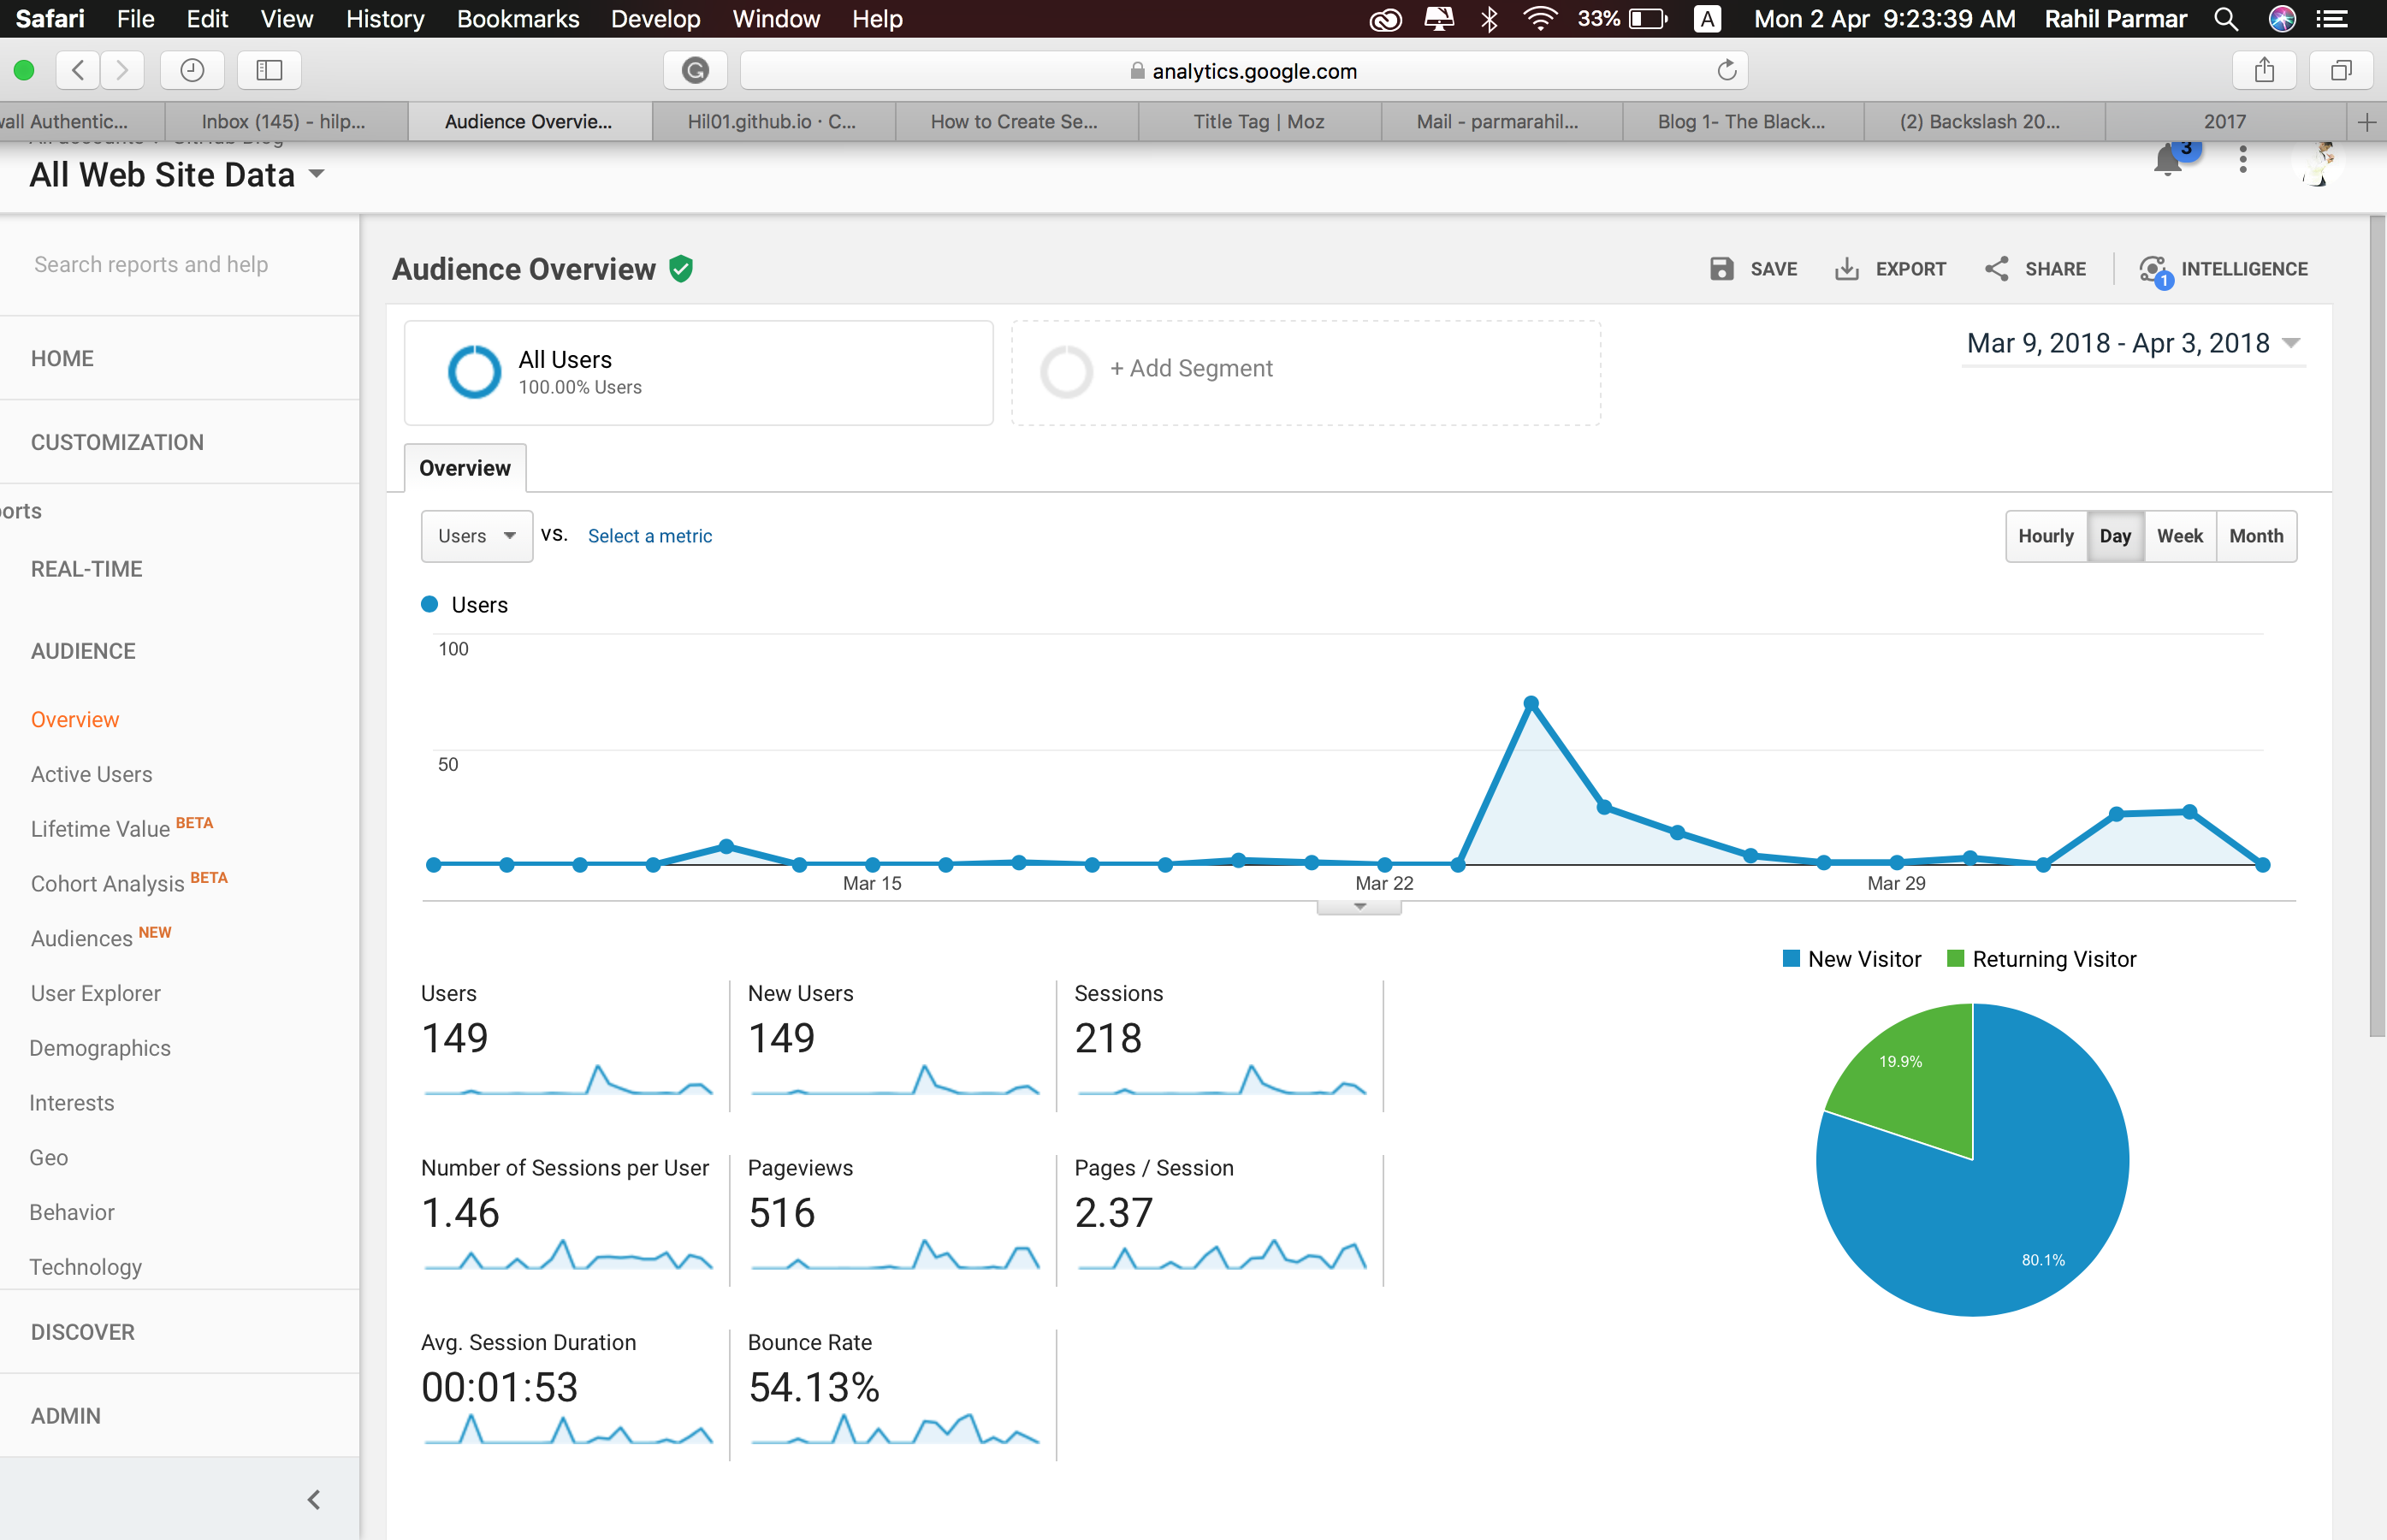 Safari File Edit View History Bookmarks Develop Window Help 33% A Mon 2 Apr 9:23:39 AM Rahil Parmar
analytics.google.com
wall Authentic... Inbox (145) - hilp... Audience Overvie... Hil01.github.io · C... How to Create Se... Title Tag | Moz Mail - parmarahil... Blog 1- The Black... (2) Backslash 20... 2017
All Web Site Data
3
Search reports and help
HOME
CUSTOMIZATION
ports
REAL-TIME
AUDIENCE
Overview
Active Users
Lifetime Value BETA
Cohort Analysis BETA
Audiences NEW
User Explorer
Demographics
Interests
Geo
Behavior
Technology
DISCOVER
ADMIN
Audience Overview
SAVE EXPORT SHARE 1 INTELLIGENCE
All Users
100.00% Users
+ Add Segment
Mar 9, 2018 - Apr 3, 2018
Overview
Users VS. Select a metric
Hourly Day Week Month
Users
100
50
Mar 15 Mar 22 Mar 29
New Visitor Returning Visitor
19.9%
80.1%
Users New Users Sessions
149 149 218
Number of Sessions per User Pageviews Pages / Session
1.46 516 2.37
Avg. Session Duration Bounce Rate
00:01:53 54.13%